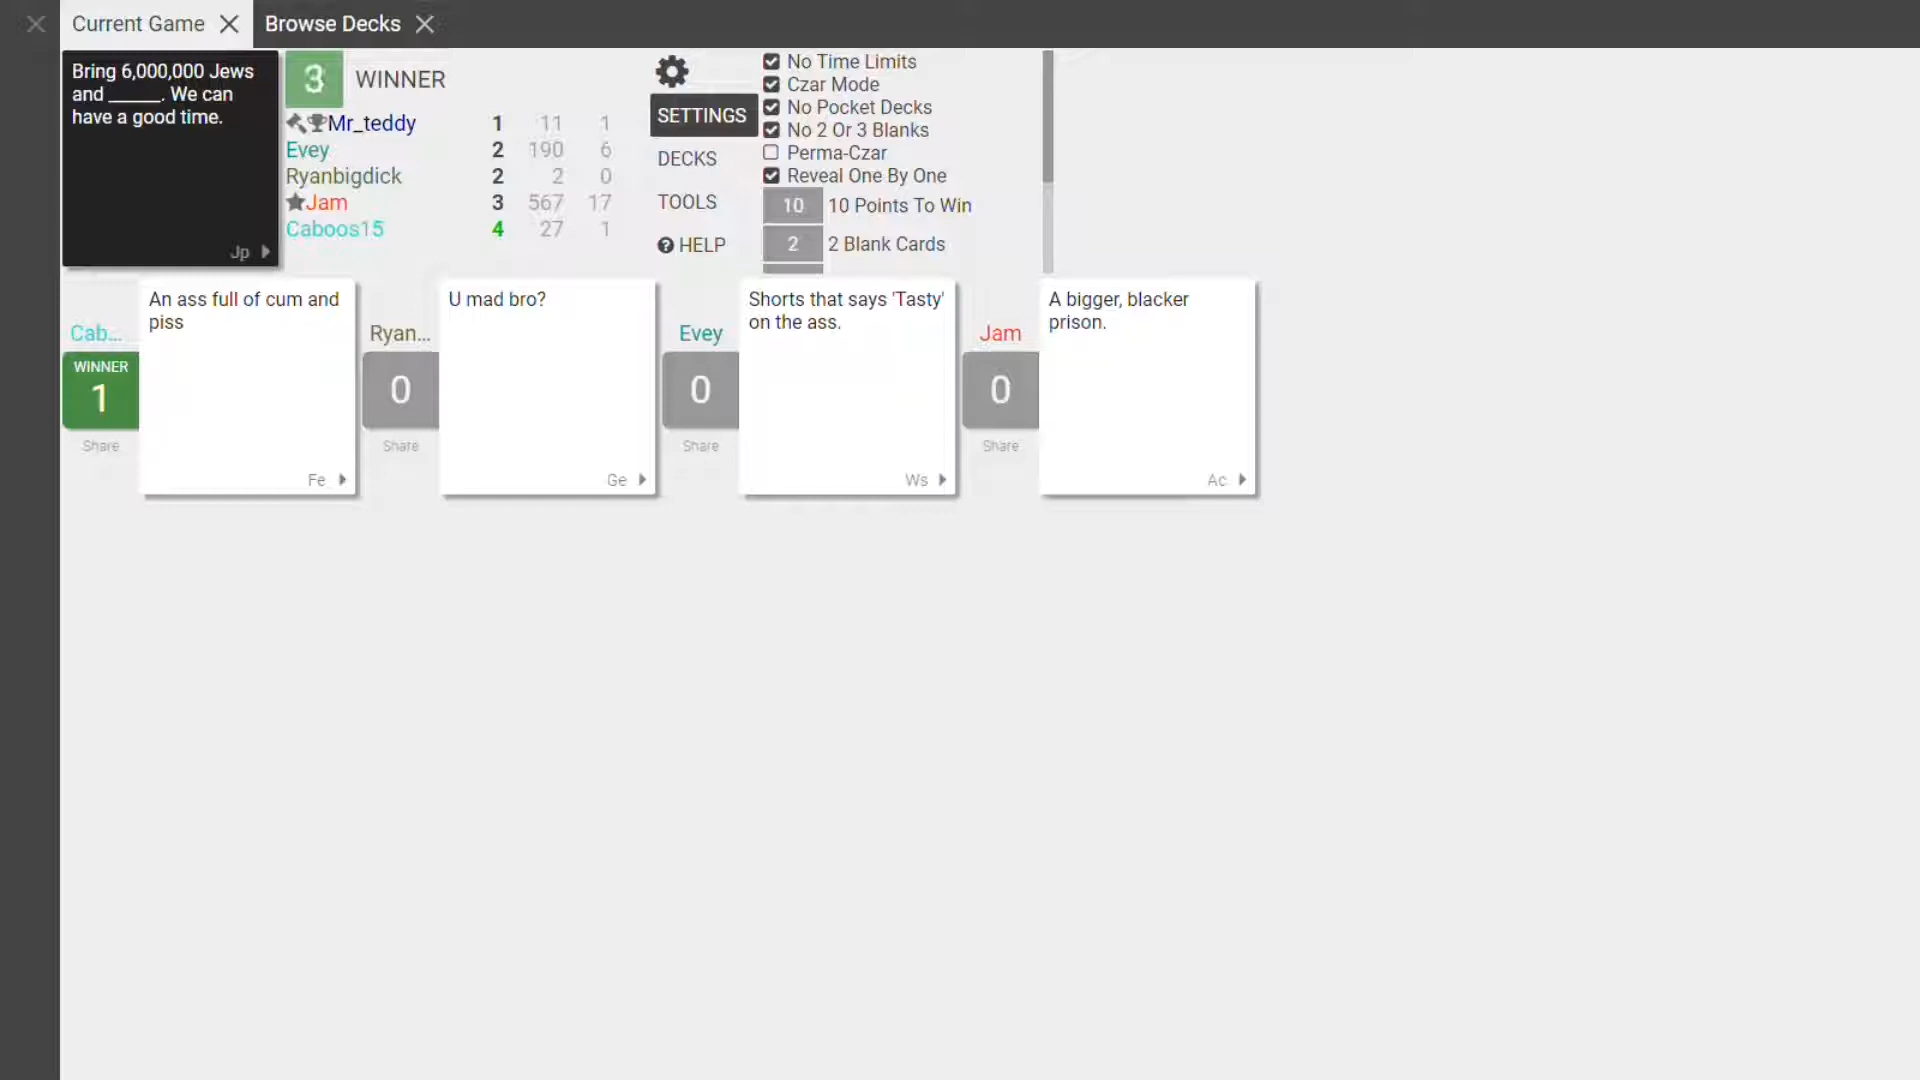 Current Game
Browse Decks
Bring 6,000,000 Jews
and ______. We can
have a good time.
Jp
3 WINNER
Mr_teddy 1 11 1
Evey 2 190 6
Ryanbigdick 2 2 0
Jam 3 567 17
Caboos15 4 27 1
SETTINGS
DECKS
TOOLS
HELP
No Time Limits
Czar Mode
No Pocket Decks
No 2 Or 3 Blanks
Perma-Czar
Reveal One By One
10 10 Points To Win
2 2 Blank Cards
Cab...
WINNER
1
Share
An ass full of cum and
piss
Fe
Ryan...
0
Share
U mad bro?
Ge
Evey
0
Share
Shorts that says 'Tasty'
on the ass.
Ws
Jam
0
Share
A bigger, blacker
prison.
Ac